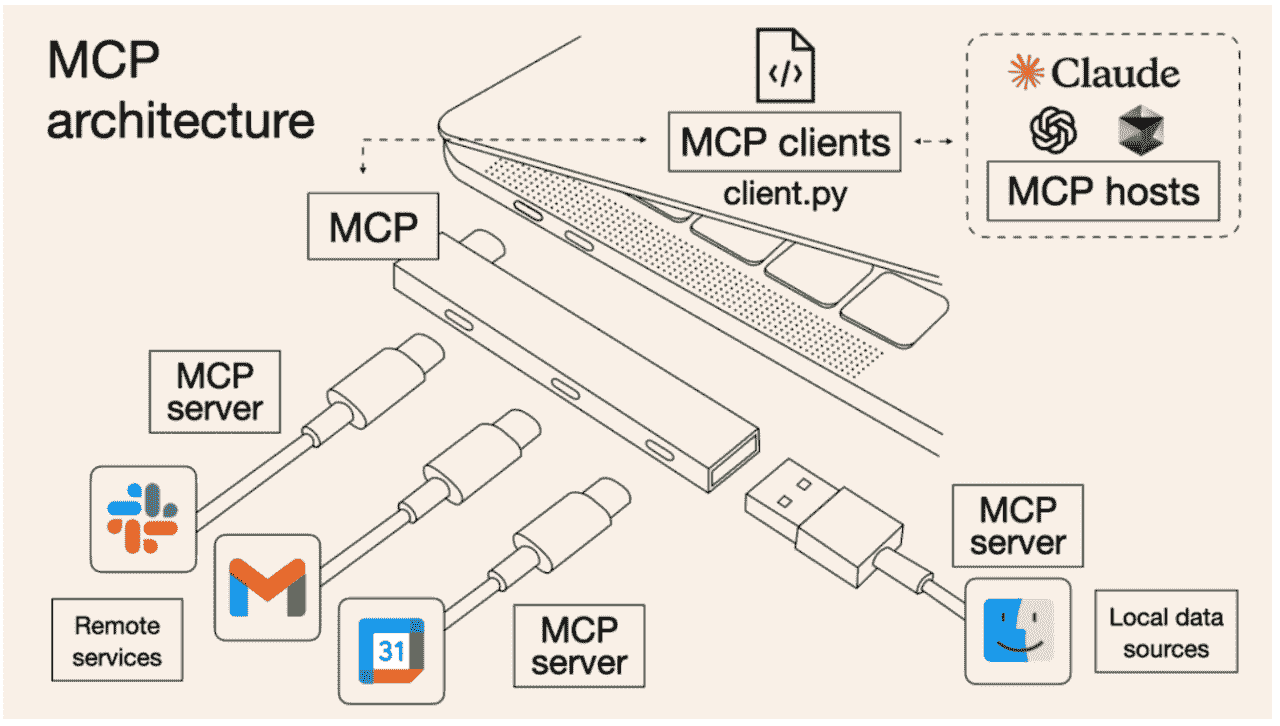 MCP
architecture
</>
MCP clients
client.py
Claude
MCP hosts
MCP
MCP
server
Remote
services
31
MCP
server
MCP
server
Local data
sources